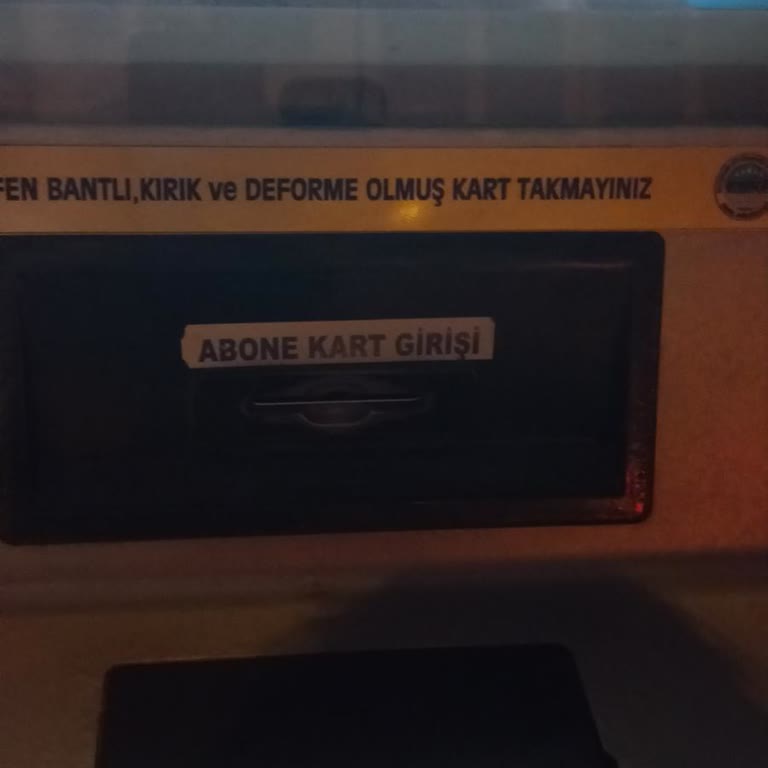 FEN BANTLI,KIRIK ve DEFORME OLMUŞ KART TAKMAYINIZ
ABONE KART GİRİŞİ